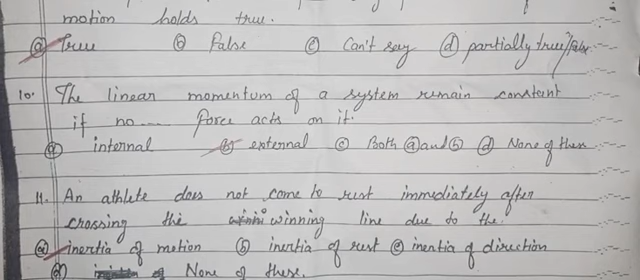 motion holds true.
ⓐ True ⓑ False ⓒ Can't say ⓓ partially true/false
10. The linear momentum of a system remain constant
if no .... force acts on it.
ⓐ internal ⓑ external ⓒ Both ⓐ and ⓑ ⓓ None of them
11. An athlete does not come to rest immediately after
crossing the winning line due to the.
ⓐ inertia of motion ⓑ inertia of rest ⓒ inertia of direction
ⓓ None of these.